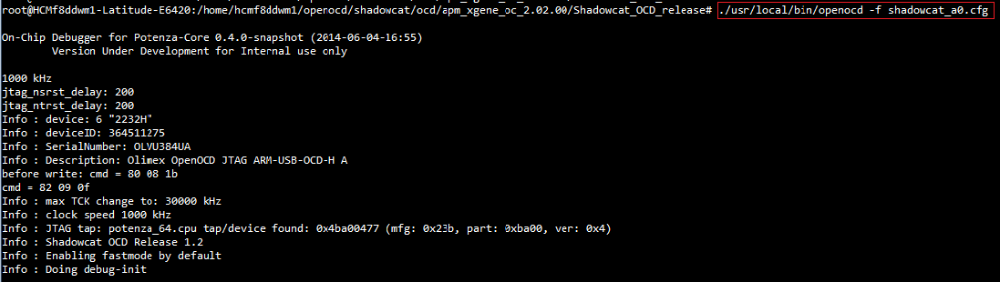 root@HCMf8ddwm1-Latitude-E6420:/home/hcmf8ddwm1/openocd/shadowcat/ocd/apm_xgene_oc_2.02.00/Shadowcat_OCD_release# ./usr/local/bin/openocd -f shadowcat_a0.cfg
On-Chip Debugger for Potenza-Core 0.4.0-snapshot (2014-06-04-16:55)
Version Under Development for Internal use only
1000 kHz
jtag_nsrst_delay: 200
jtag_ntrst_delay: 200
Info : device: 6 "2232H"
Info : deviceID: 364511275
Info : SerialNumber: OLVU384UA
Info : Description: Olimex OpenOCD JTAG ARM-USB-OCD-H A
before write: cmd = 80 08 1b
cmd = 82 09 0f
Info : max TCK change to: 30000 kHz
Info : clock speed 1000 kHz
Info : JTAG tap: potenza_64.cpu tap/device found: 0x4ba00477 (mfg: 0x23b, part: 0xba00, ver: 0x4)
Info : Shadowcat OCD Release 1.2
Info : Enabling fastmode by default
Info : Doing debug-init